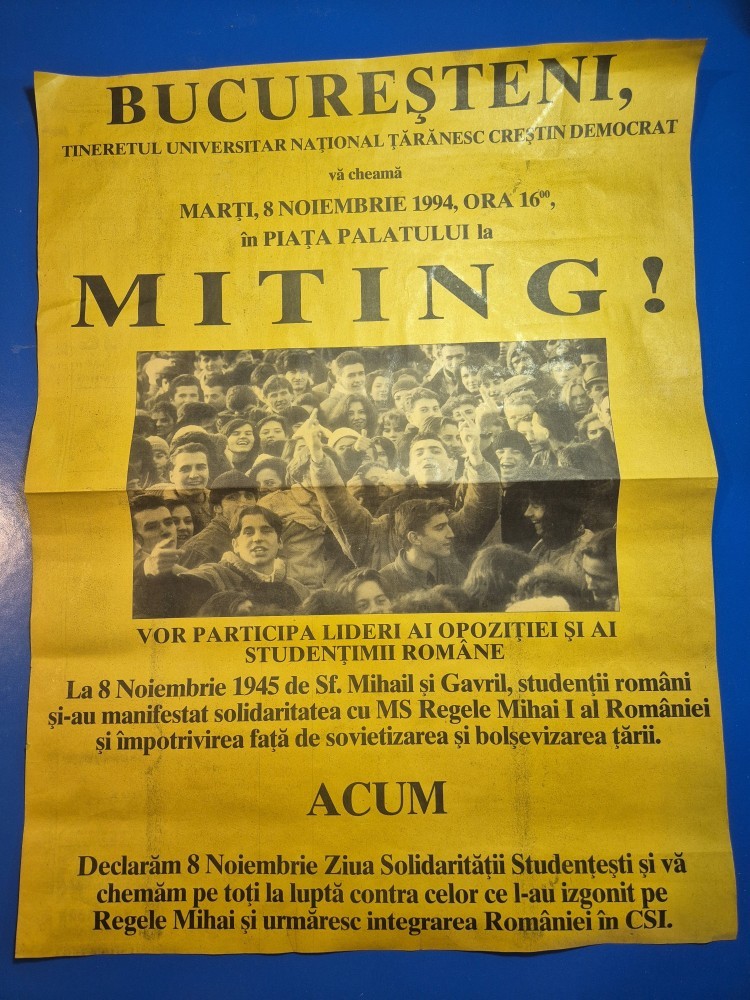 BUCUREŞTENI,
TINERETUL UNIVERSITAR NAŢIONAL ŢĂRĂNESC CREŞTIN DEMOCRAT
vă cheamă
MARŢI, 8 NOIEMBRIE 1994, ORA 16⁰⁰,
în PIAŢA PALATULUI la
MITING!
VOR PARTICIPA LIDERI AI OPOZIŢIEI ŞI AI
STUDENŢIMII ROMÂNE
La 8 Noiembrie 1945 de Sf. Mihail şi Gavril, studenţii români
şi-au manifestat solidaritatea cu MS Regele Mihai I al României
şi împotrivirea faţă de sovietizarea şi bolşevizarea ţării.
ACUM
Declarăm 8 Noiembrie Ziua Solidarităţii Studenţeşti şi vă
chemăm pe toţi la luptă contra celor ce l-au izgonit pe
Regele Mihai şi urmăresc integrarea României în CSI.